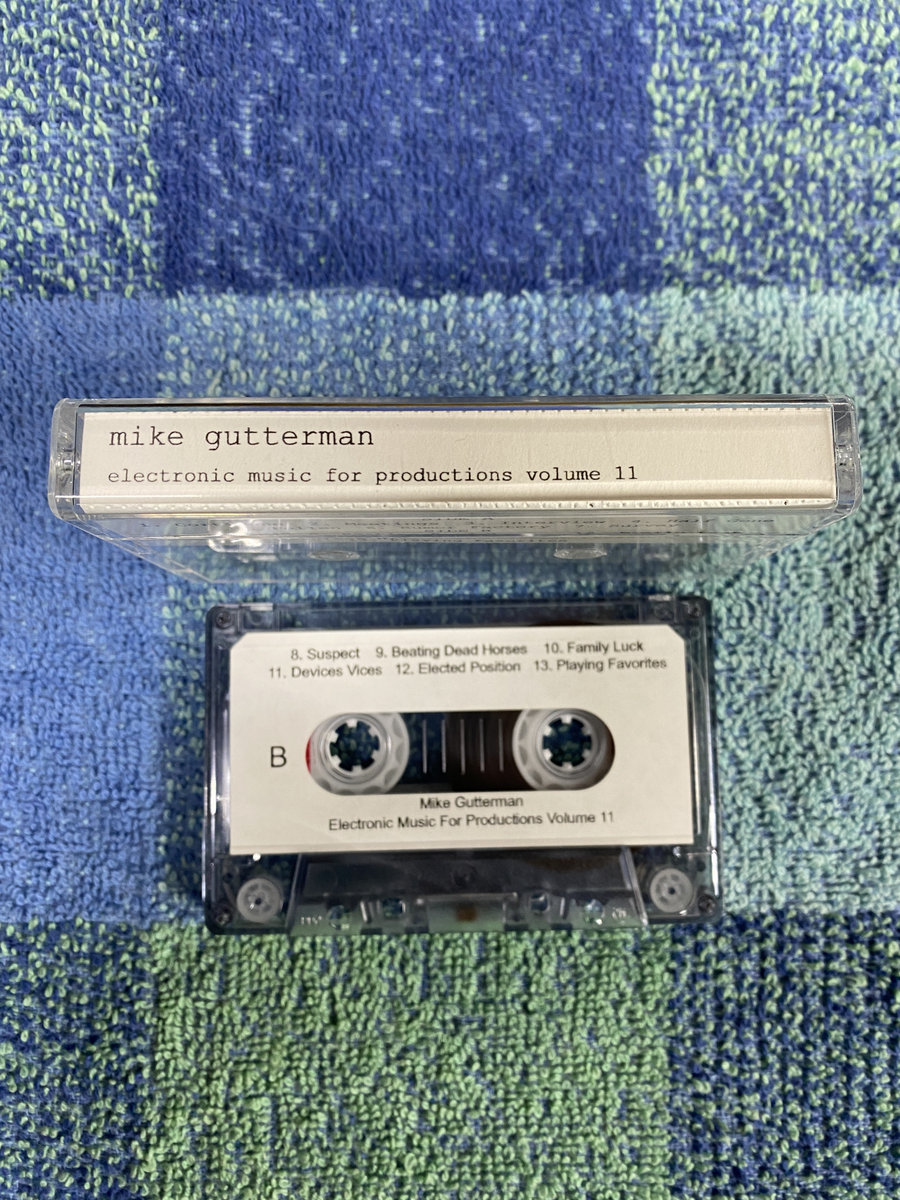 mike gutterman
electronic music for productions volume 11
8. Suspect 9. Beating Dead Horses 10. Family Luck
11. Devices Vices 12. Elected Position 13. Playing Favorites
B
Mike Gutterman
Electronic Music For Productions Volume 11